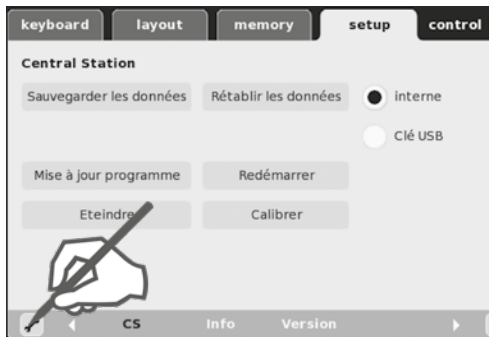 keyboard layout memory setup control
Central Station
Sauvegarder les données Rétablir les données interne
Clé USB
Mise à jour programme Redémarrer
Eteindre Calibrer
CS Info Version